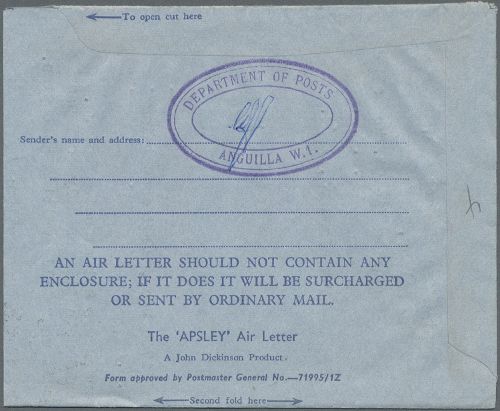 To open cut here
DEPARTMENT OF POSTS
Sender's name and address:
ANGUILLA W.I.
4
AN AIR LETTER SHOULD NOT CONTAIN ANY
ENCLOSURE; IF IT DOES IT WILL BE SURCHARGED
OR SENT BY ORDINARY MAIL.
The 'APSLEY' Air Letter
A John Dickinson Product.
Form approved by Postmaster General No.—71995/1Z
Second fold here